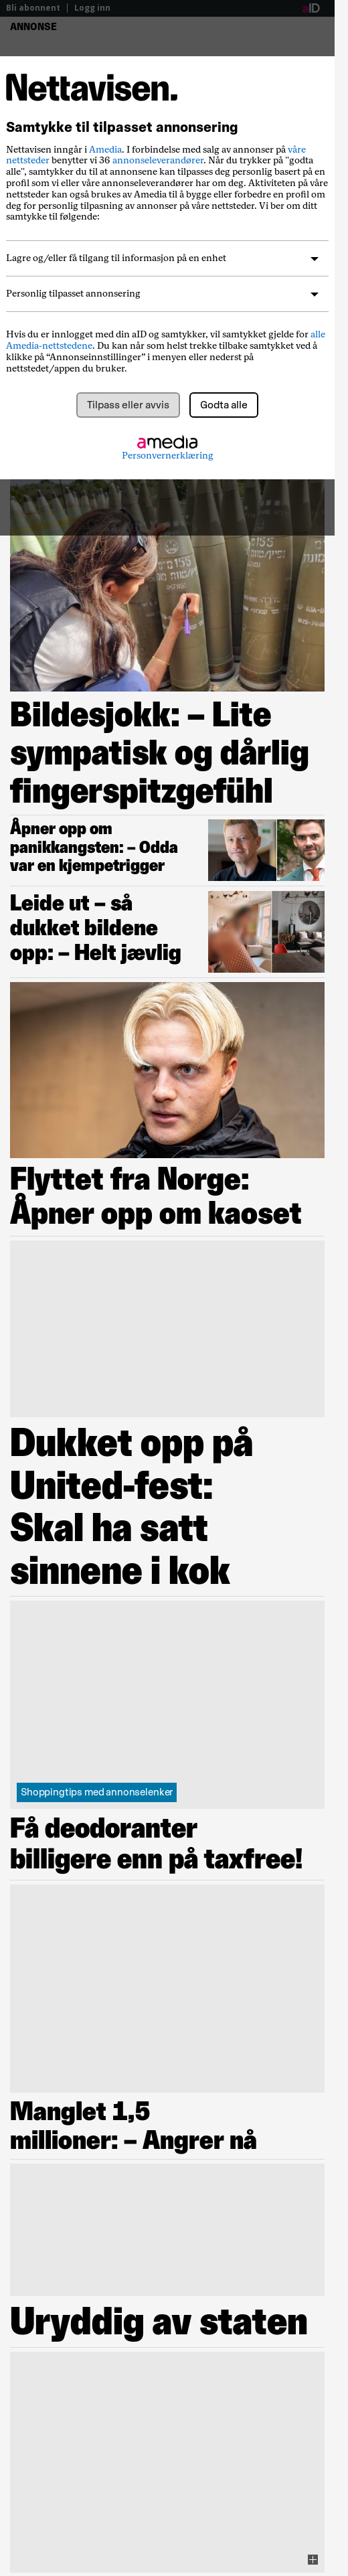 Bli abonnent | Logg inn
aID
ANNONSE
Nettavisen.
Samtykke til tilpasset annonsering
Nettavisen inngår i Amedia. I forbindelse med salg av annonser på våre
nettsteder benytter vi 36 annonseleverandører. Når du trykker på "godta
alle", samtykker du til at annonsene kan tilpasses deg personlig basert på en
profil som vi eller våre annonseleverandører har om deg. Aktiviteten på våre
nettsteder kan også brukes av Amedia til å bygge eller forbedre en profil om
deg for personlig tilpasning av annonser på våre nettsteder. Vi ber om ditt
samtykke til følgende:
Lagre og/eller få tilgang til informasjon på en enhet
Personlig tilpasset annonsering
Hvis du er innlogget med din aID og samtykker, vil samtykket gjelde for alle
Amedia-nettstedene. Du kan når som helst trekke tilbake samtykket ved å
klikke på “Annonseinnstillinger” i menyen eller nederst på
nettstedet/appen du bruker.
Tilpass eller avvis
Godta alle
amedia
Personvernerklæring
Bildesjokk: – Lite
sympatisk og dårlig
fingerspitzgefühl
Åpner opp om
panikkangsten: – Odda
var en kjempetrigger
Leide ut – så
dukket bildene
opp: – Helt jævlig
Flyttet fra Norge:
Åpner opp om kaoset
Dukket opp på
United-fest:
Skal ha satt
sinnene i kok
Shoppingtips med annonselenker
Få deodoranter
billigere enn på taxfree!
Manglet 1,5
millioner: – Angrer nå
Uryddig av staten